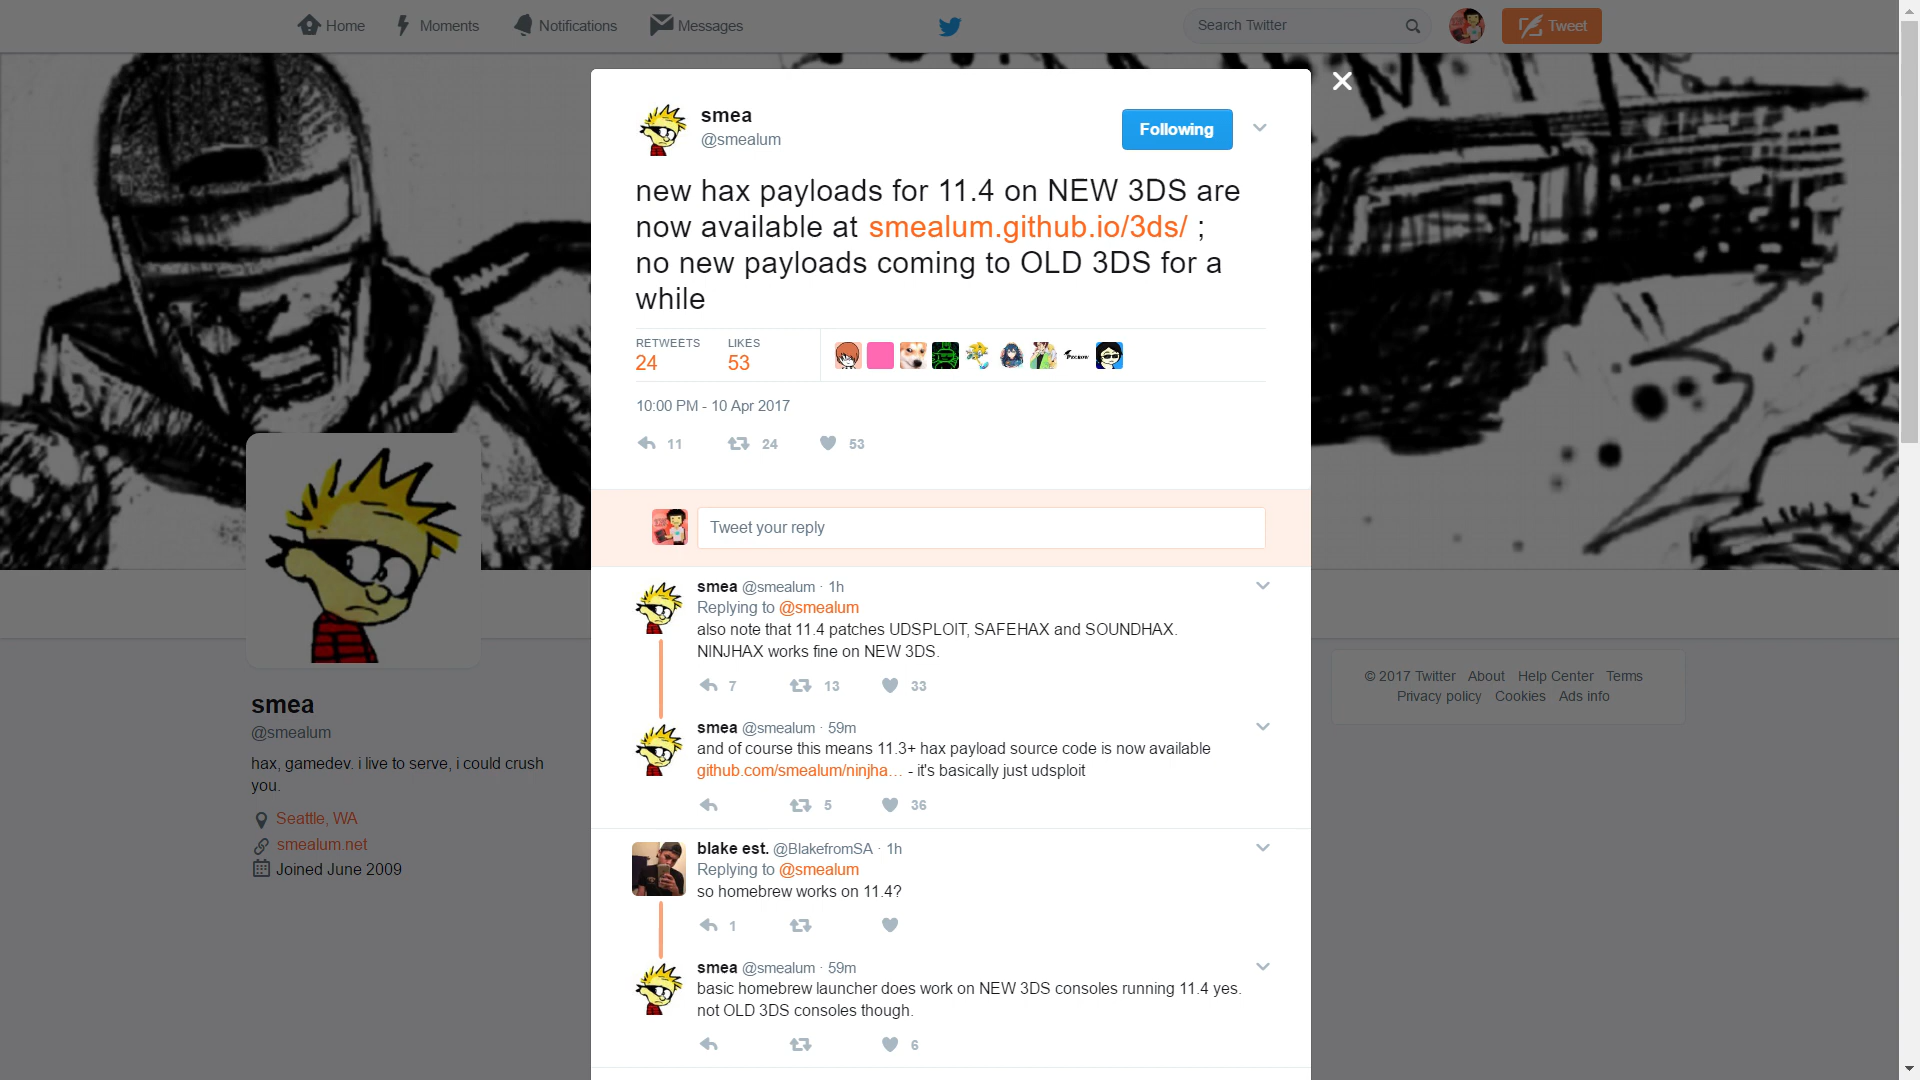 Home
Moments
Notifications
Messages
Search Twitter
Tweet
smea
@smealum
Following
new hax payloads for 11.4 on NEW 3DS are
now available at smealum.github.io/3ds/ ;
no new payloads coming to OLD 3DS for a
while
RETWEETS
24
LIKES
53
10:00 PM - 10 Apr 2017
11
24
53
Tweet your reply
smea @smealum · 1h
Replying to @smealum
also note that 11.4 patches UDSPLOIT, SAFEHAX and SOUNDHAX.
NINJHAX works fine on NEW 3DS.
7
13
33
smea @smealum · 59m
and of course this means 11.3+ hax payload source code is now available
github.com/smealum/ninjha… - it's basically just udsploit
5
36
blake est. @BlakefromSA · 1h
Replying to @smealum
so homebrew works on 11.4?
1
smea @smealum · 59m
basic homebrew launcher does work on NEW 3DS consoles running 11.4 yes.
not OLD 3DS consoles though.
6
smea
@smealum
hax, gamedev. i live to serve, i could crush
you.
Seattle, WA
smealum.net
Joined June 2009
© 2017 Twitter About Help Center Terms
Privacy policy Cookies Ads info